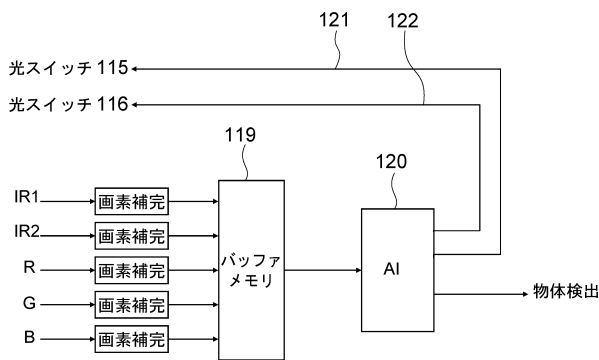 121
122
光スイッチ 115
光スイッチ 116
119
120
IR1
画素補完
IR2
画素補完
R
画素補完
G
画素補完
B
画素補完
バッファ
メモリ
AI
物体検出